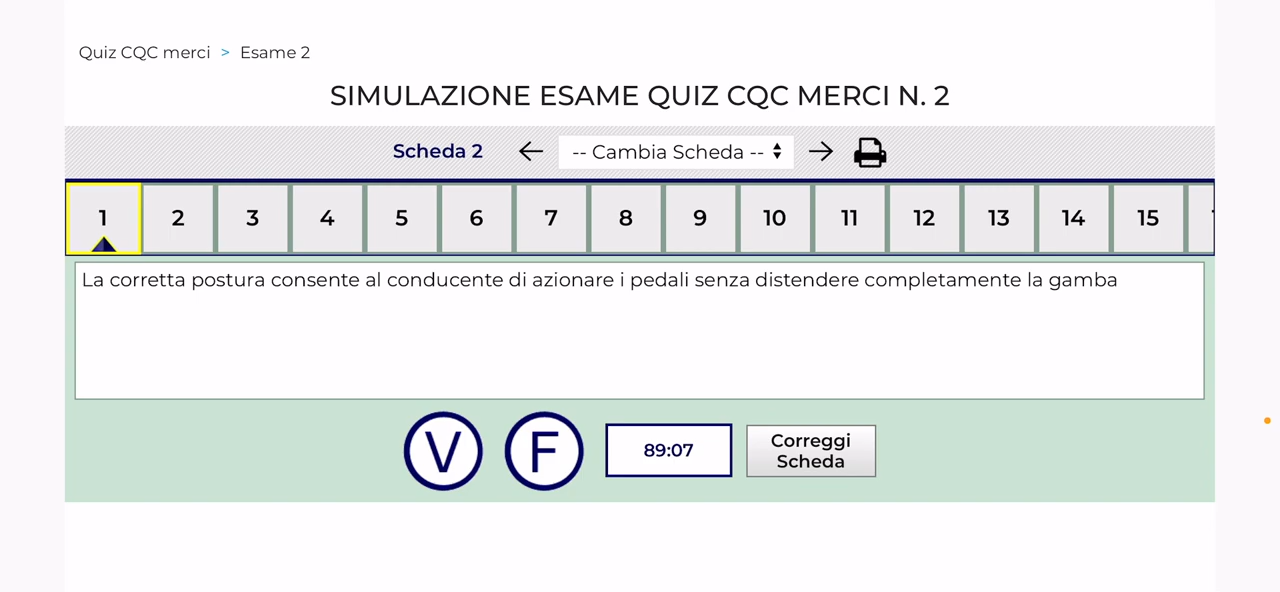 Quiz CQC merci > Esame 2
SIMULAZIONE ESAME QUIZ CQC MERCI N. 2
Scheda 2 ← -- Cambia Scheda -- →
1 2 3 4 5 6 7 8 9 10 11 12 13 14 15
La corretta postura consente al conducente di azionare i pedali senza distendere completamente la gamba
V F 89:07 Correggi
Scheda